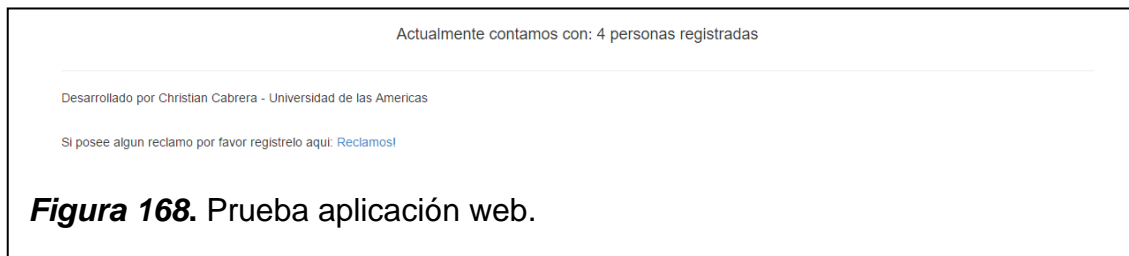 Actualmente contamos con: 4 personas registradas
Desarrollado por Christian Cabrera - Universidad de las Americas
Si posee algun reclamo por favor registrelo aqui: Reclamos!
Figura 168. Prueba aplicación web.